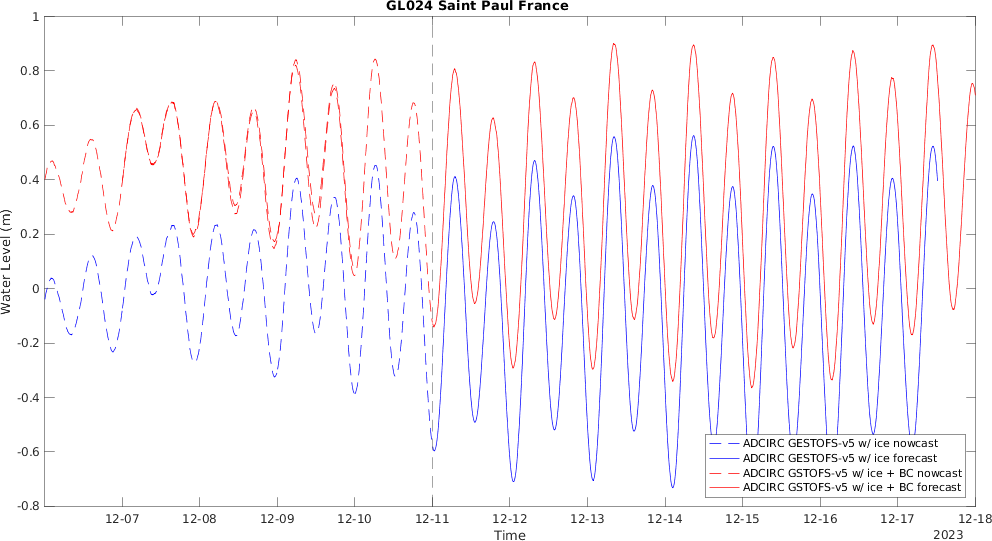 GL024 Saint Paul France
Water Level (m)
1
0.8
0.6
0.4
0.2
0
-0.2
-0.4
-0.6
-0.8
ADCIRC GESTOFS-v5 w/ ice nowcast
ADCIRC GESTOFS-v5 w/ ice forecast
ADCIRC GSTOFS-v5 w/ ice + BC nowcast
ADCIRC GSTOFS-v5 w/ ice + BC forecast
12-07 12-08 12-09 12-10 12-11 12-12 12-13 12-14 12-15 12-16 12-17 12-18
Time
2023